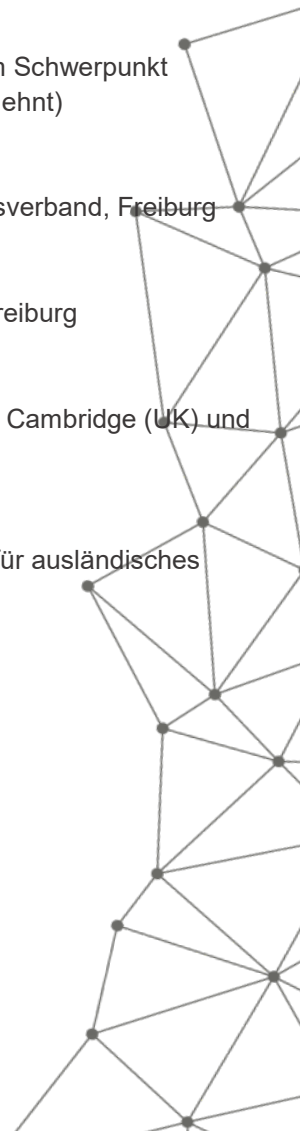 Schwerpunkt
ehnt)
sverband, Freiburg
reiburg
Cambridge (UK) und
für ausländisches